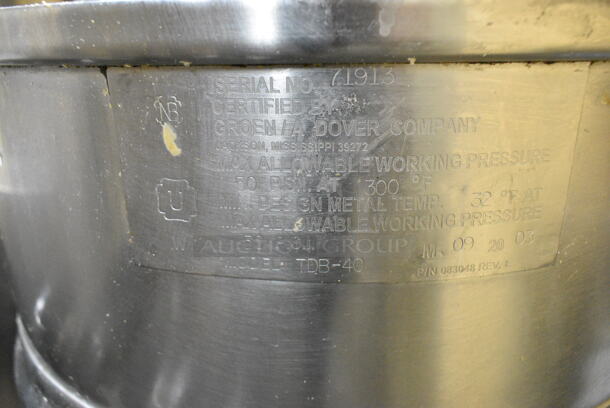 SERIAL NO. 71913
NB
CERTIFIED BY
GROEN / A DOVER COMPANY
JACKSON, MISSISSIPPI 39272
MAX ALLOWABLE WORKING PRESSURE
50 PSI AT 300 °F
U
MIN DESIGN METAL TEMP. 32 °F AT
MAX ALLOWABLE WORKING PRESSURE
W
AUCTION GROUP
M. 09 20 03
MODEL TDB-40
P/N 083048 REV. 1